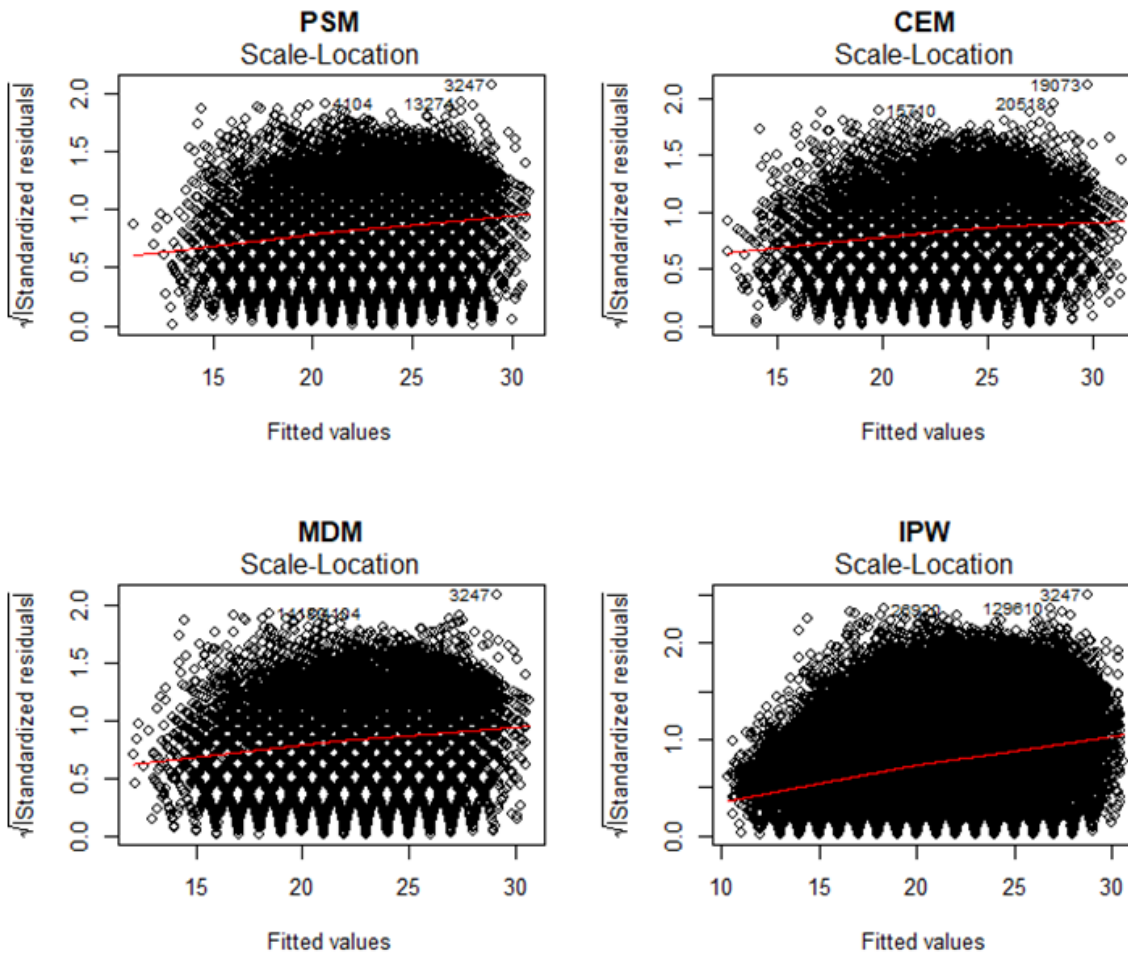 PSM
Scale-Location
√|Standardized residuals|
0.0 0.5 1.0 1.5 2.0
3247
4104
13274
15 20 25 30
Fitted values
CEM
Scale-Location
√|Standardized residuals|
0.0 0.5 1.0 1.5 2.0
19073
15710
20518
15 20 25 30
Fitted values
MDM
Scale-Location
√|Standardized residuals|
0.0 0.5 1.0 1.5 2.0
3247
15 20 25 30
Fitted values
IPW
Scale-Location
√|Standardized residuals|
0.0 1.0 2.0
3247
26920
129610
10 15 20 25 30
Fitted values